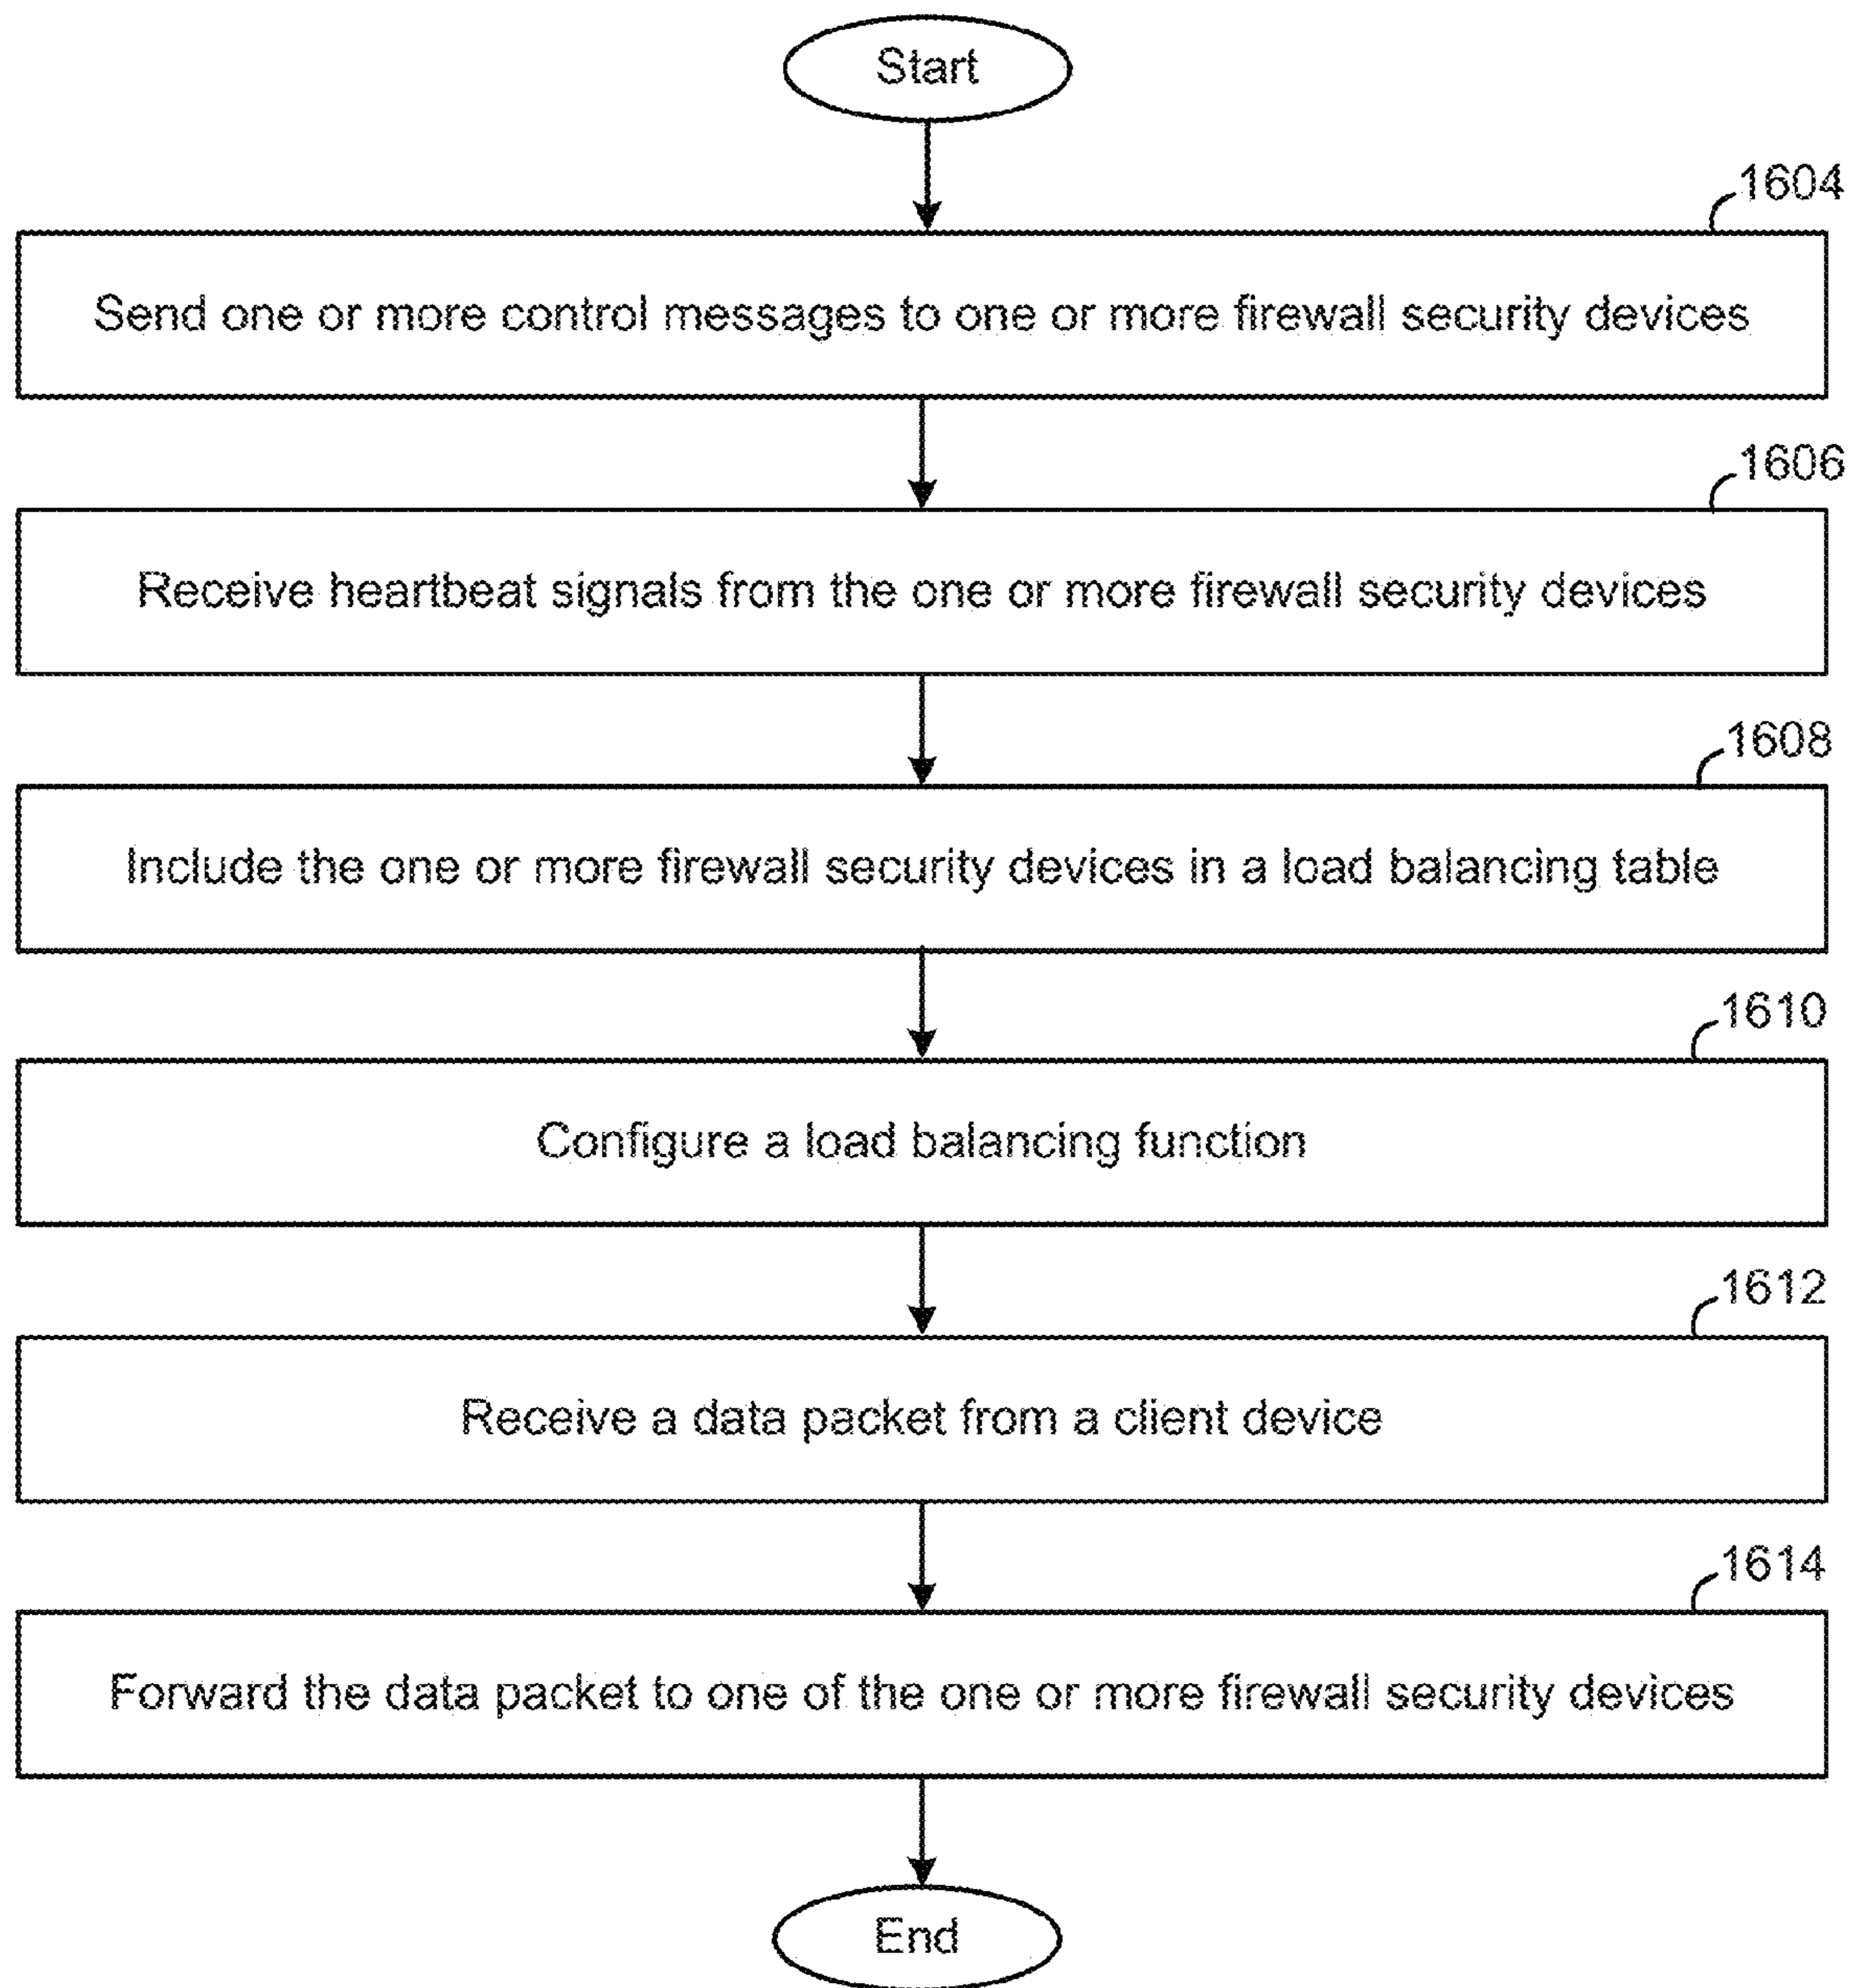 Start
1604
Send one or more control messages to one or more firewall security devices
1606
Receive heartbeat signals from the one or more firewall security devices
1608
Include the one or more firewall security devices in a load balancing table
1610
Configure a load balancing function
1612
Receive a data packet from a client device
1614
Forward the data packet to one of the one or more firewall security devices
End